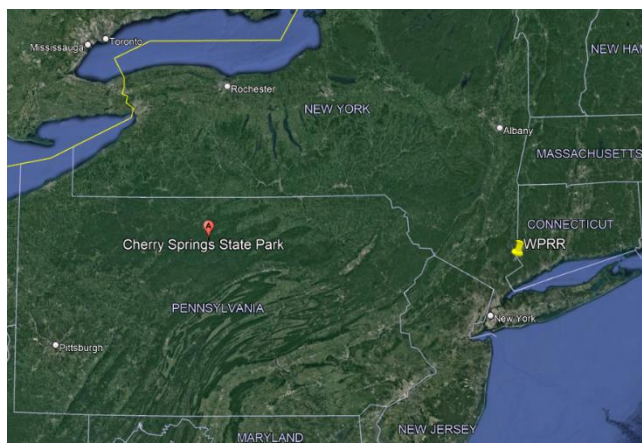 Mississauga
Toronto
Rochester
NEW YORK
NEW HAM
Albany
MASSACHUSETTS
A
Cherry Springs State Park
CONNECTICUT
WPRR
PENNSYLVANIA
New York
Pittsburgh
NEW JERSEY
MARYLAND